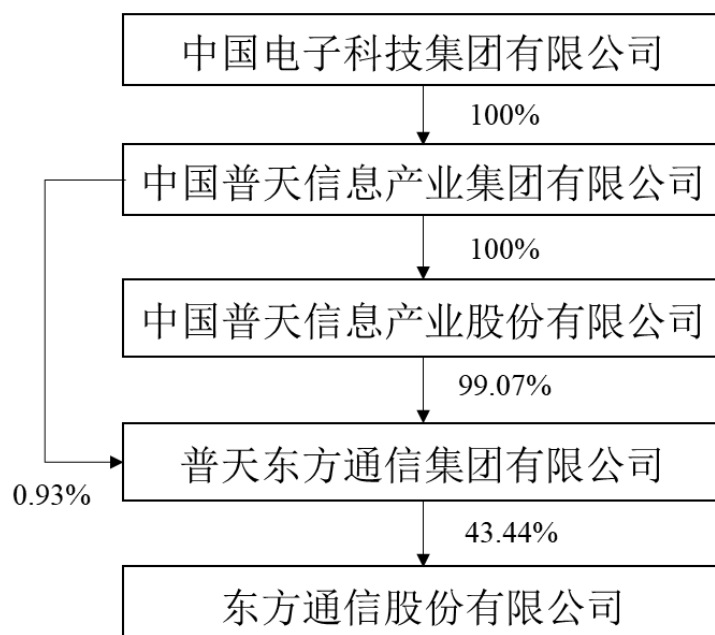 中国电子科技集团有限公司
100%
中国普天信息产业集团有限公司
100%
中国普天信息产业股份有限公司
99.07%
普天东方通信集团有限公司
0.93%
43.44%
东方通信股份有限公司